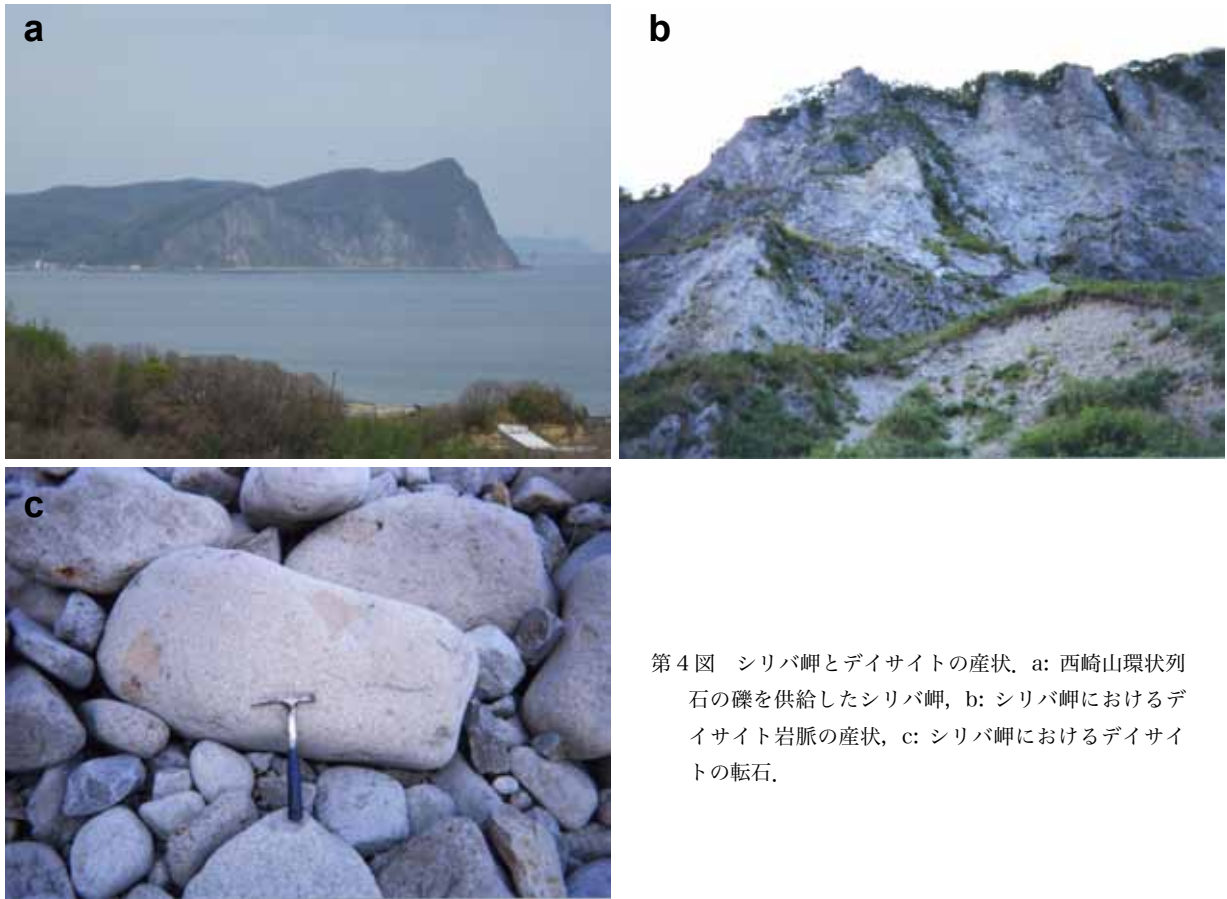 a
b
c
第4図 シリバ岬とデイサイトの産状. a: 西崎山環状列
石の礫を供給したシリバ岬, b: シリバ岬におけるデ
イサイト岩脈の産状, c: シリバ岬におけるデイサイ
トの転石.